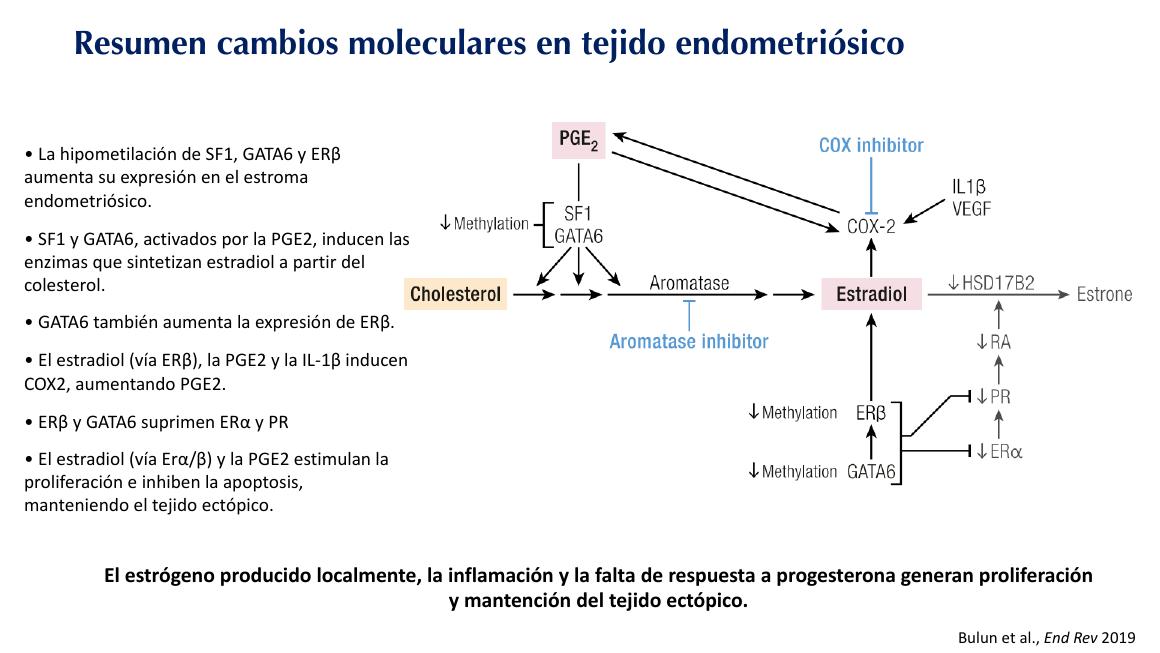 Resumen cambios moleculares en tejido endometriósico
• La hipometilación de SF1, GATA6 y ERβ
aumenta su expresión en el estroma
endometriósico.
• SF1 y GATA6, activados por la PGE2, inducen las
enzimas que sintetizan estradiol a partir del
colesterol.
• GATA6 también aumenta la expresión de ERβ.
• El estradiol (vía ERβ), la PGE2 y la IL-1β inducen
COX2, aumentando PGE2.
• ERβ y GATA6 suprimen ERα y PR
• El estradiol (vía Erα/β) y la PGE2 estimulan la
proliferación e inhiben la apoptosis,
manteniendo el tejido ectópico.
PGE2
COX inhibitor
IL1β
VEGF
↓ Methylation
SF1
GATA6
COX-2
Cholesterol
Aromatase
Estradiol
↓HSD17B2
Estrone
Aromatase inhibitor
↓RA
↓PR
↓ Methylation ERβ
↓ERα
↓ Methylation GATA6
El estrógeno producido localmente, la inflamación y la falta de respuesta a progesterona generan proliferación
y mantención del tejido ectópico.
Bulun et al., End Rev 2019